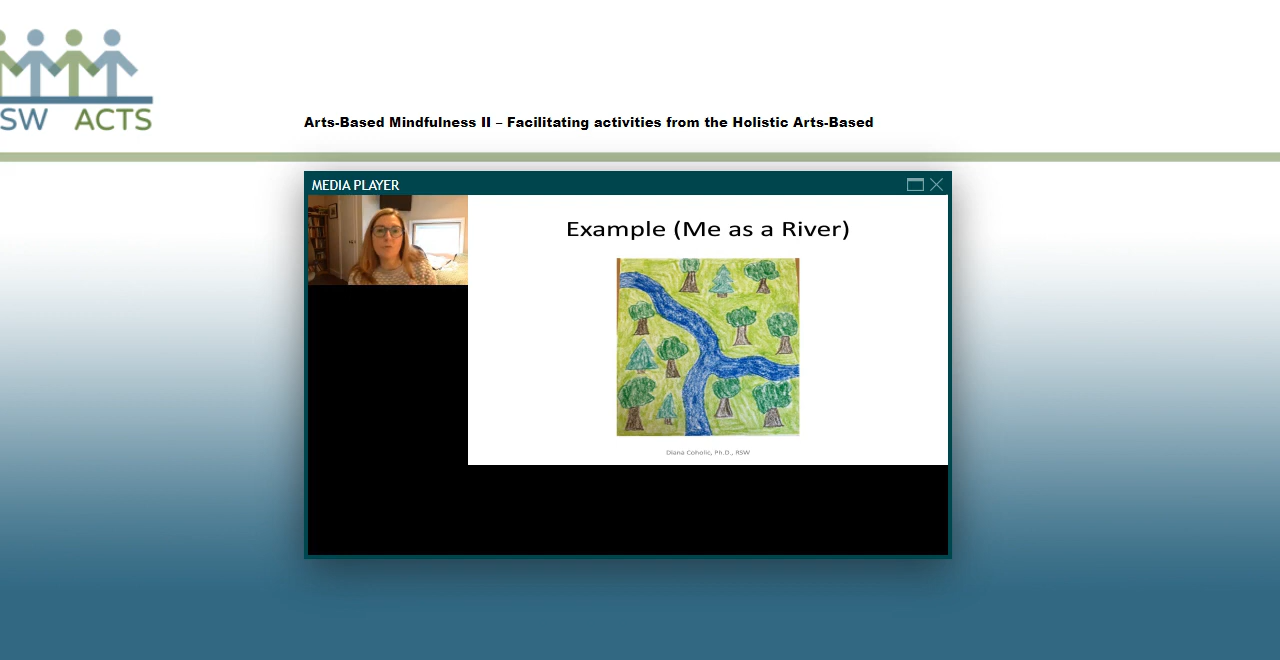 SW ACTS
Arts-Based Mindfulness II – Facilitating activities from the Holistic Arts-Based
MEDIA PLAYER
Example (Me as a River)
Diana Coholic, Ph.D., RSW